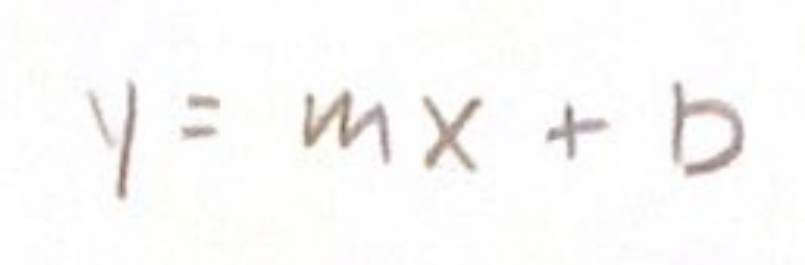 y = mx + b